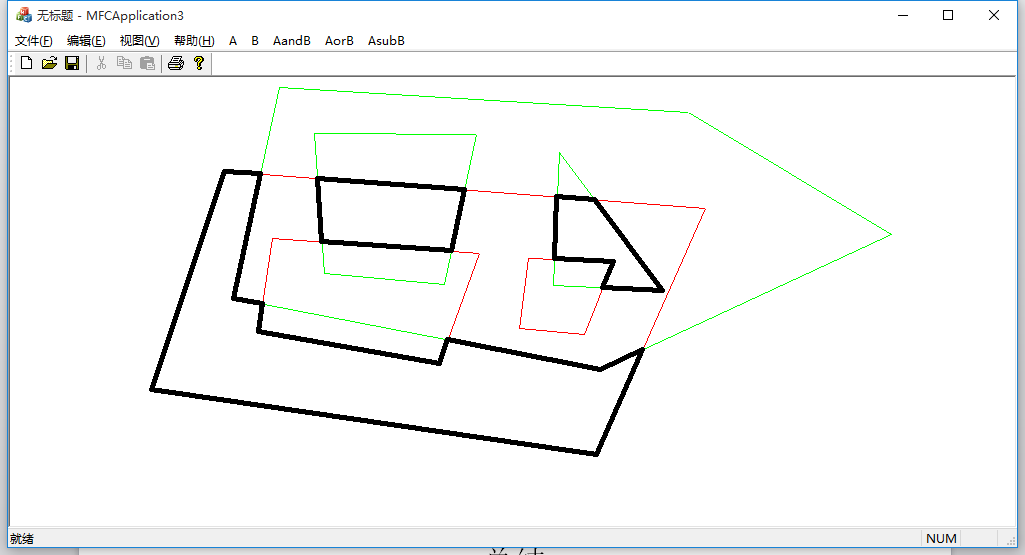 无标题 - MFCApplication3
文件(F) 编辑(E) 视图(V) 帮助(H) A B AandB AorB AsubB
就绪 NUM